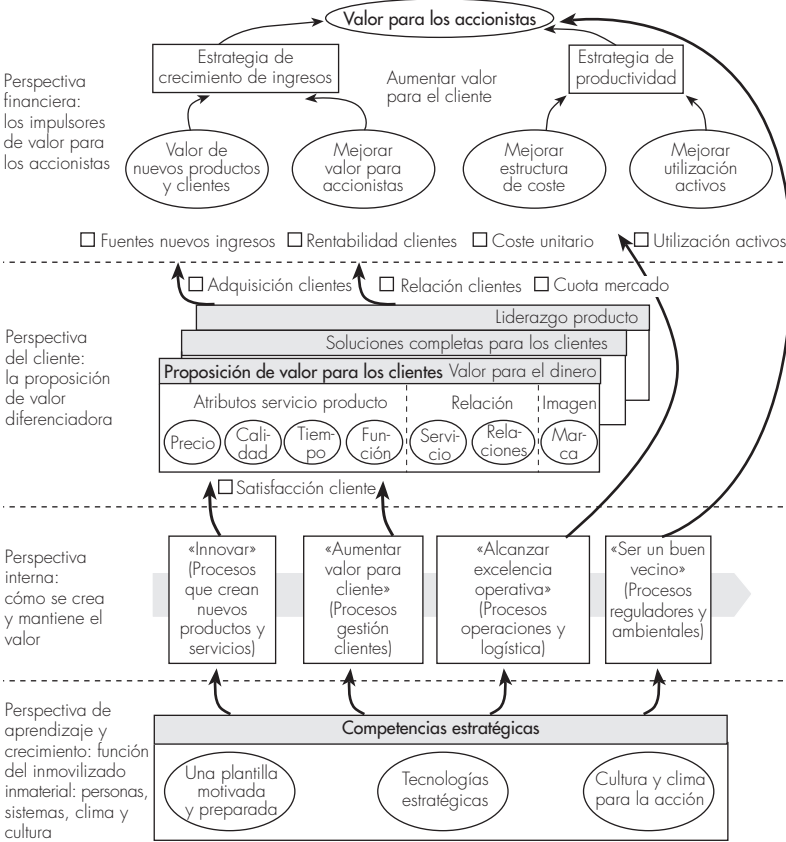 Valor para los accionistas
Perspectiva
financiera:
los impulsores
de valor para
los accionistas
Estrategia de
crecimiento de ingresos
Aumentar valor
para el cliente
Estrategia de
productividad
Valor de
nuevos productos
y clientes
Mejorar
valor para
accionistas
Mejorar
estructura
de coste
Mejorar
utilización
activos
Fuentes nuevos ingresos
Rentabilidad clientes
Coste unitario
Utilización activos
Adquisición clientes
Relación clientes
Cuota mercado
Perspectiva
del cliente:
la proposición
de valor
diferenciadora
Liderazgo producto
Soluciones completas para los clientes
Proposición de valor para los clientes Valor para el dinero
Atributos servicio producto
Relación
Imagen
Precio
Cali-
dad
Tiem-
po
Fun-
ción
Servi-
cio
Rela-
ciones
Mar-
ca
Satisfacción cliente
Perspectiva
interna:
cómo se crea
y mantiene el
valor
«Innovar»
(Procesos
que crean
nuevos
productos y
servicios)
«Aumentar
valor para
cliente»
(Procesos
gestión
clientes)
«Alcanzar
excelencia
operativa»
(Procesos
operaciones y
logística)
«Ser un buen
vecino»
(Procesos
reguladores y
ambientales)
Perspectiva de
aprendizaje y
crecimiento: función
del inmovilizado
inmaterial: personas,
sistemas, clima y
cultura
Competencias estratégicas
Una plantilla
motivada
y preparada
Tecnologías
estratégicas
Cultura y clima
para la acción